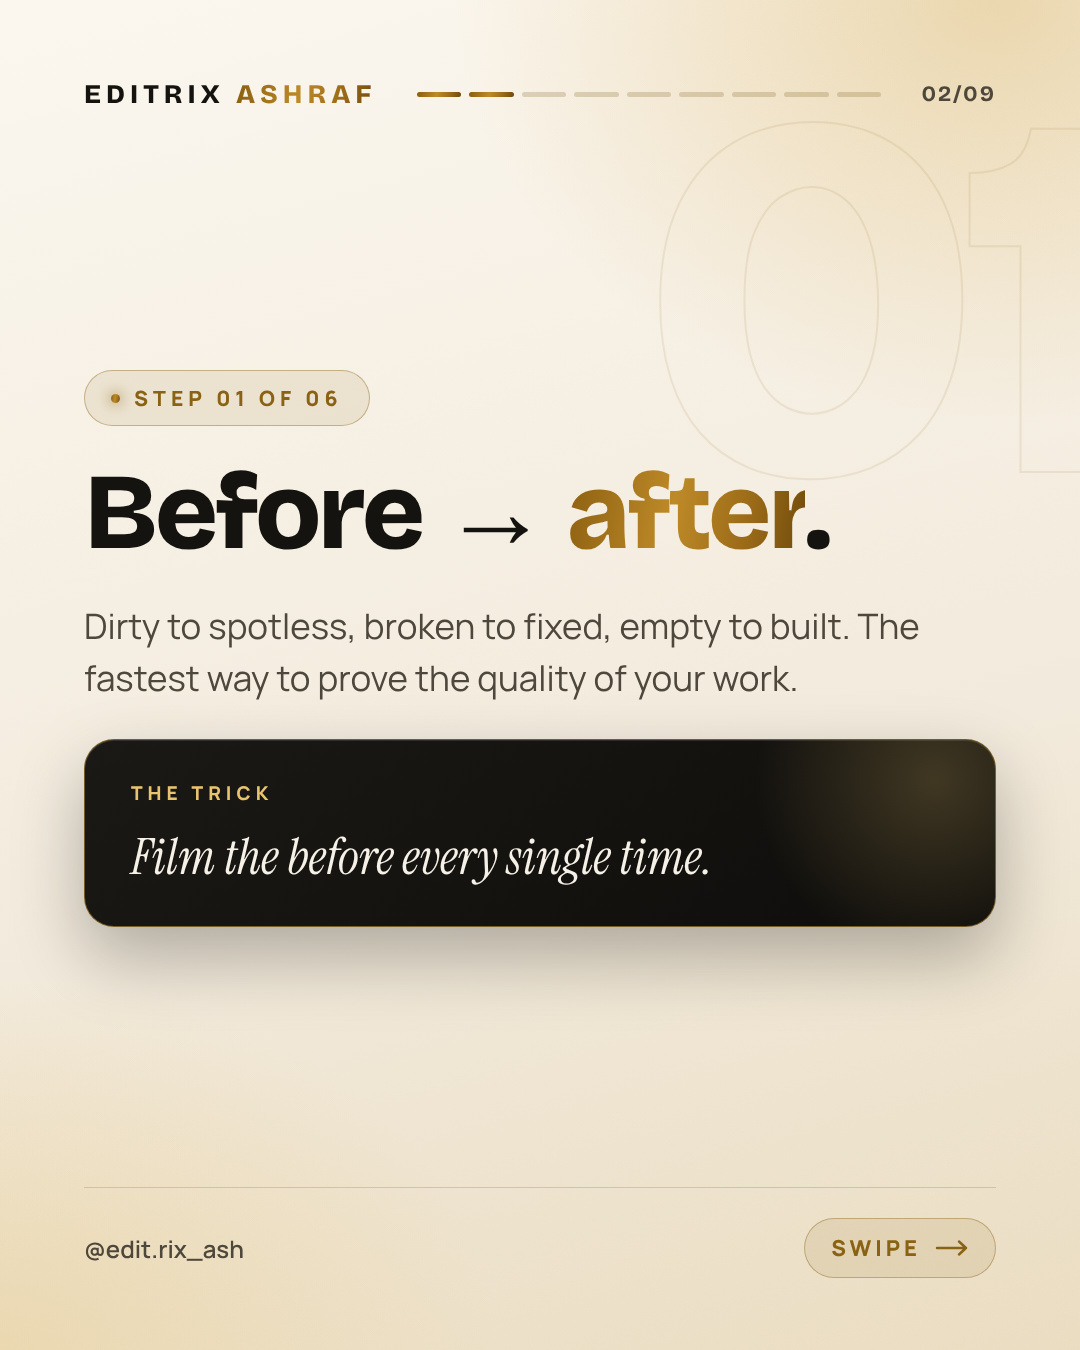 EDITRIX ASHRAF
02/09
01
STEP 01 OF 06
Before → after.
Dirty to spotless, broken to fixed, empty to built. The
fastest way to prove the quality of your work.
THE TRICK
Film the before every single time.
@edit.rix_ash
SWIPE →